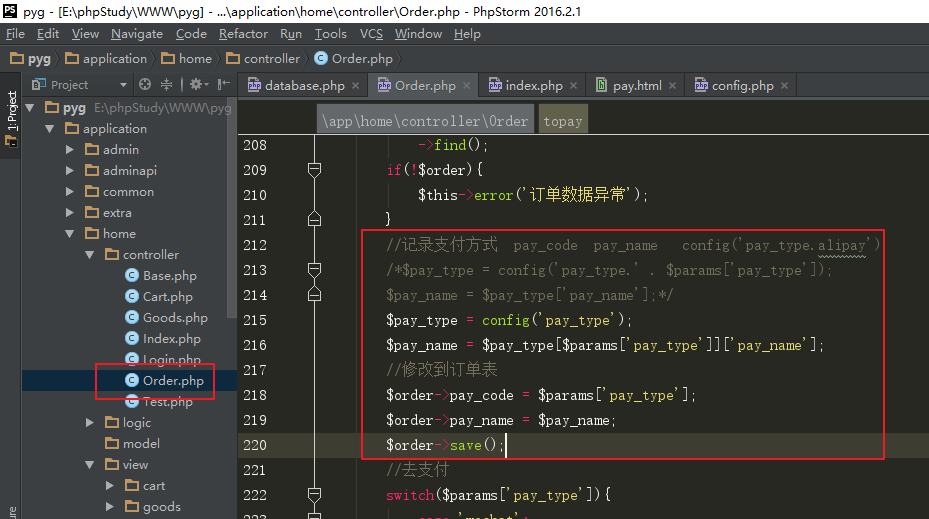 PS pyg - [E:\phpStudy\WWW\pyg] - ...\application\home\controller\Order.php - PhpStorm 2016.2.1
File Edit View Navigate Code Refactor Run Tools VCS Window Help
pyg application home controller Order.php
1: Project
Project
database.php × Order.php × index.php × pay.html × config.php ×
pyg E:\phpStudy\WWW\pyg
application
admin
adminapi
common
extra
home
controller
Base.php
Cart.php
Goods.php
Index.php
Login.php
Order.php
Test.php
logic
model
view
cart
goods
\app\home\controller\Order topay
208 ->find();
209 if(!$order){
210 $this->error('订单数据异常');
211 }
212 //记录支付方式 pay_code pay_name config('pay_type.alipay')
213 /*$pay_type = config('pay_type.' . $params['pay_type']);
214 $pay_name = $pay_type['pay_name'];*/
215 $pay_type = config('pay_type');
216 $pay_name = $pay_type[$params['pay_type']]['pay_name'];
217 //修改到订单表
218 $order->pay_code = $params['pay_type'];
219 $order->pay_name = $pay_name;
220 $order->save();
221 //去支付
222 switch($params['pay_type']){